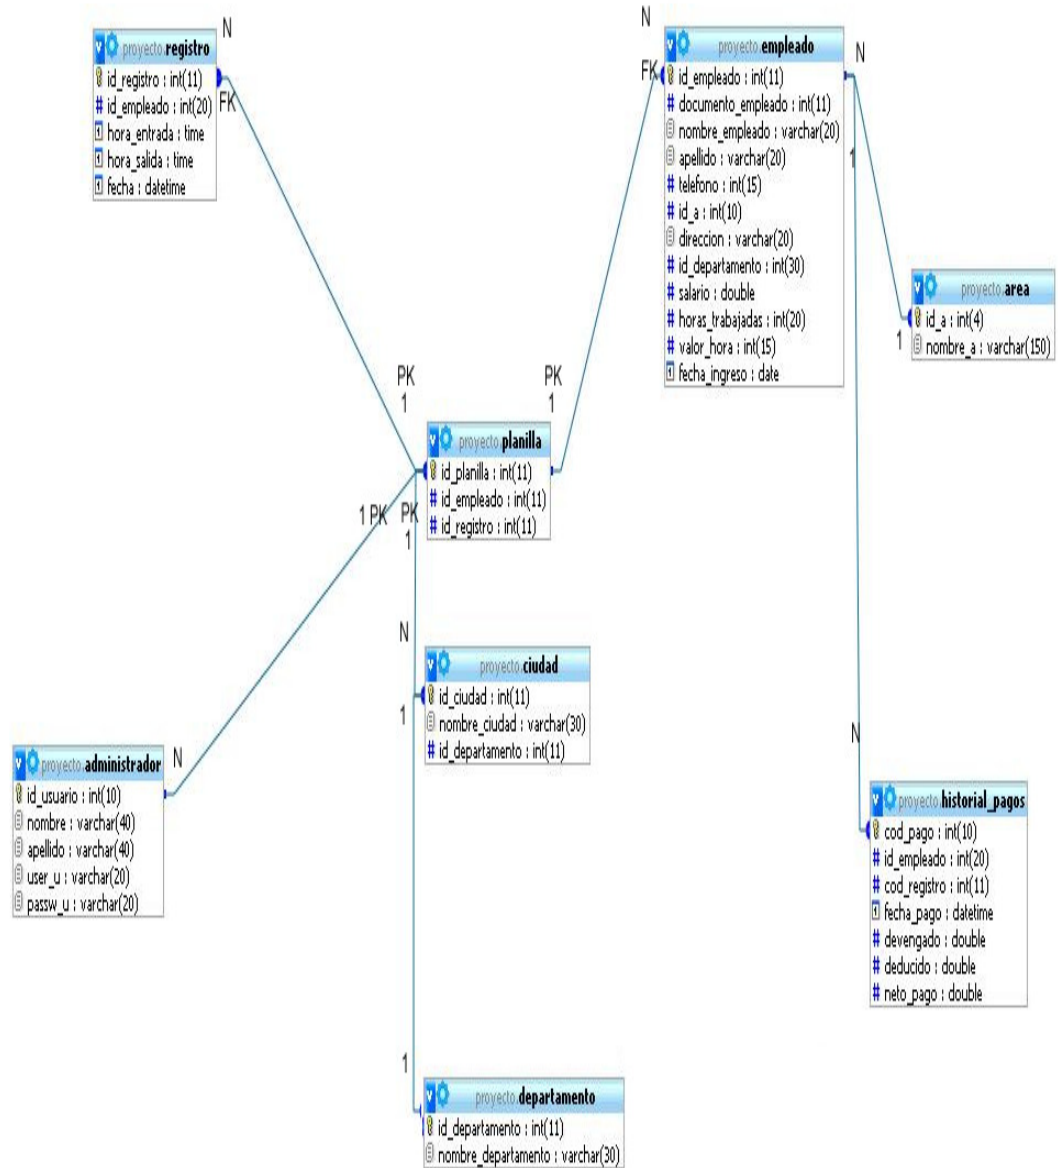 N
proyecto.registro
id_registro : int(11)
# id_empleado : int(20)
hora_entrada : time
hora_salida : time
fecha : datetime
FK
N
FK
proyecto.empleado
id_empleado : int(11)
# documento_empleado : int(11)
nombre_empleado : varchar(20)
apellido : varchar(20)
# telefono : int(15)
# id_a : int(10)
direccion : varchar(20)
# id_departamento : int(30)
# salario : double
# horas_trabajadas : int(20)
# valor_hora : int(15)
fecha_ingreso : date
N
1
proyecto.area
id_a : int(4)
nombre_a : varchar(150)
1
PK
1
PK
1
proyecto.planilla
id_planilla : int(11)
# id_empleado : int(11)
# id_registro : int(11)
1 PK
PK
1
N
proyecto.ciudad
id_ciudad : int(11)
nombre_ciudad : varchar(30)
# id_departamento : int(11)
1
proyecto.administrador
id_usuario : int(10)
nombre : varchar(40)
apellido : varchar(40)
user_u : varchar(20)
passw_u : varchar(20)
N
N
proyecto.historial_pagos
cod_pago : int(10)
# id_empleado : int(20)
# cod_registro : int(11)
fecha_pago : datetime
# devengado : double
# deducido : double
# neto_pago : double
1
proyecto.departamento
id_departamento : int(11)
nombre_departamento : varchar(30)